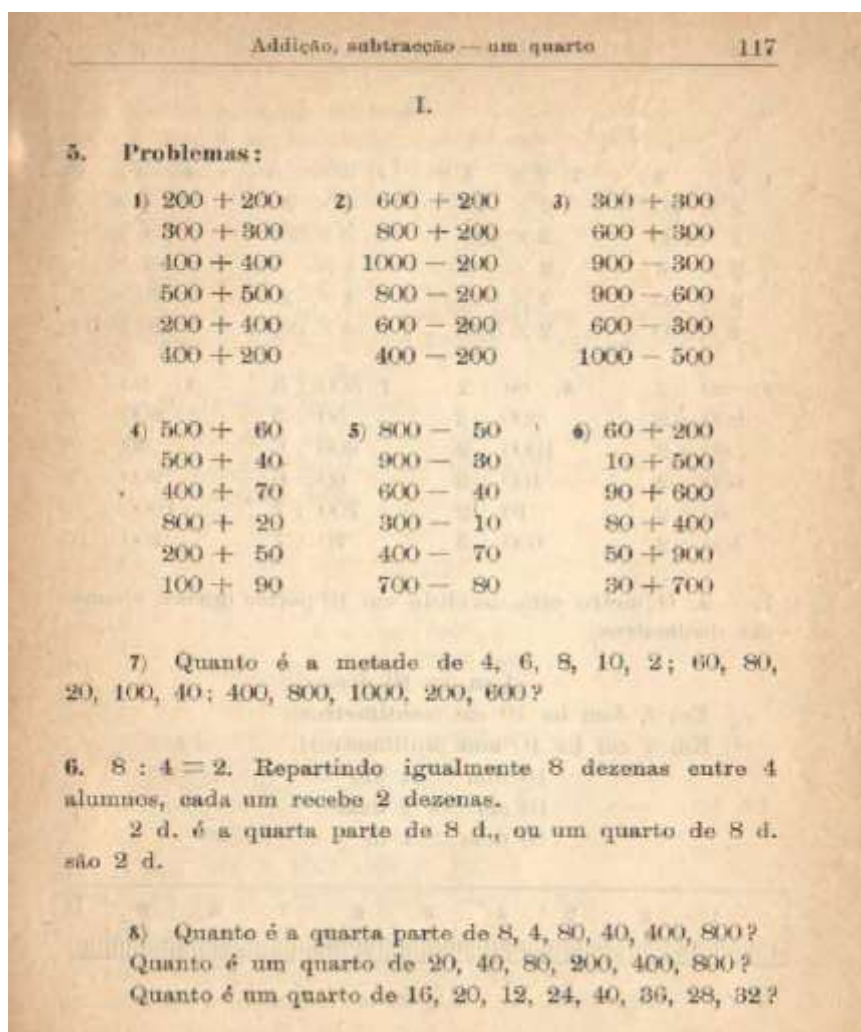 Addição, subtracção — um quarto 117
I.
5. Problemas:
1) 200 + 200 2) 600 + 200 3) 300 + 300
300 + 300 800 + 200 600 + 300
400 + 400 1000 — 200 900 — 300
500 + 500 800 — 200 900 — 600
200 + 400 600 — 200 600 — 300
400 + 200 400 — 200 1000 — 500
4) 500 + 60 5) 800 — 50 6) 60 + 200
500 + 40 900 — 30 10 + 500
400 + 70 600 — 40 90 + 600
800 + 20 300 — 10 80 + 400
200 + 50 400 — 70 50 + 900
100 + 90 700 — 80 30 + 700
7) Quanto é a metade de 4, 6, 8, 10, 2; 60, 80,
20, 100, 40; 400, 800, 1000, 200, 600?
6. 8 : 4 = 2. Repartindo igualmente 8 dezenas entre 4
alumnos, cada um recebe 2 dezenas.
2 d. é a quarta parte de 8 d., ou um quarto de 8 d.
são 2 d.
8) Quanto é a quarta parte de 8, 4, 80, 40, 400, 800?
Quanto é um quarto de 20, 40, 80, 200, 400, 800?
Quanto é um quarto de 16, 20, 12, 24, 40, 36, 28, 32?